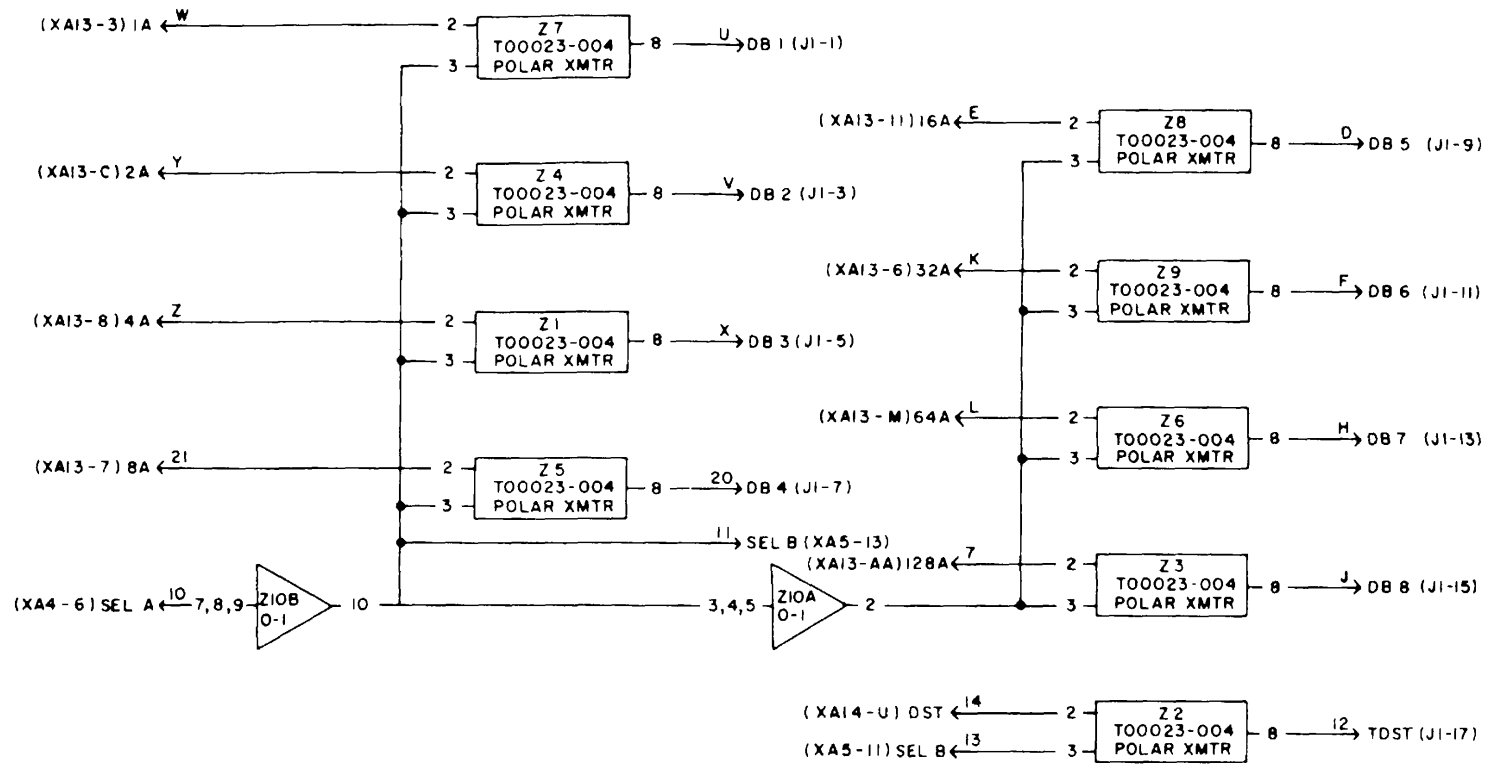 (XA13-3) 1A W 2 Z7 T00023-004 POLAR XMTR 3 8 U DB 1 (J1-1)
(XA13-C) 2A Y 2 Z4 T00023-004 POLAR XMTR 3 8 V DB 2 (J1-3)
(XA13-8) 4A Z 2 Z1 T00023-004 POLAR XMTR 3 8 X DB 3 (J1-5)
(XA13-7) 8A 21 2 Z5 T00023-004 POLAR XMTR 3 8 20 DB 4 (J1-7)
11 SEL B (XA5-13)
(XA4-6) SEL A 10 7,8,9 Z10B 0-1 10 3,4,5 Z10A 0-1 2
(XA13-11) 16A E 2 Z8 T00023-004 POLAR XMTR 3 8 D DB 5 (J1-9)
(XA13-6) 32A K 2 Z9 T00023-004 POLAR XMTR 3 8 F DB 6 (J1-11)
(XA13-M) 64A L 2 Z6 T00023-004 POLAR XMTR 3 8 H DB 7 (J1-13)
(XA13-AA) 128A 7 2 Z3 T00023-004 POLAR XMTR 3 8 J DB 8 (J1-15)
(XA14-U) DST 14 2 Z2 T00023-004 POLAR XMTR 8 12 TDST (J1-17)
(XA5-11) SEL B 13 3